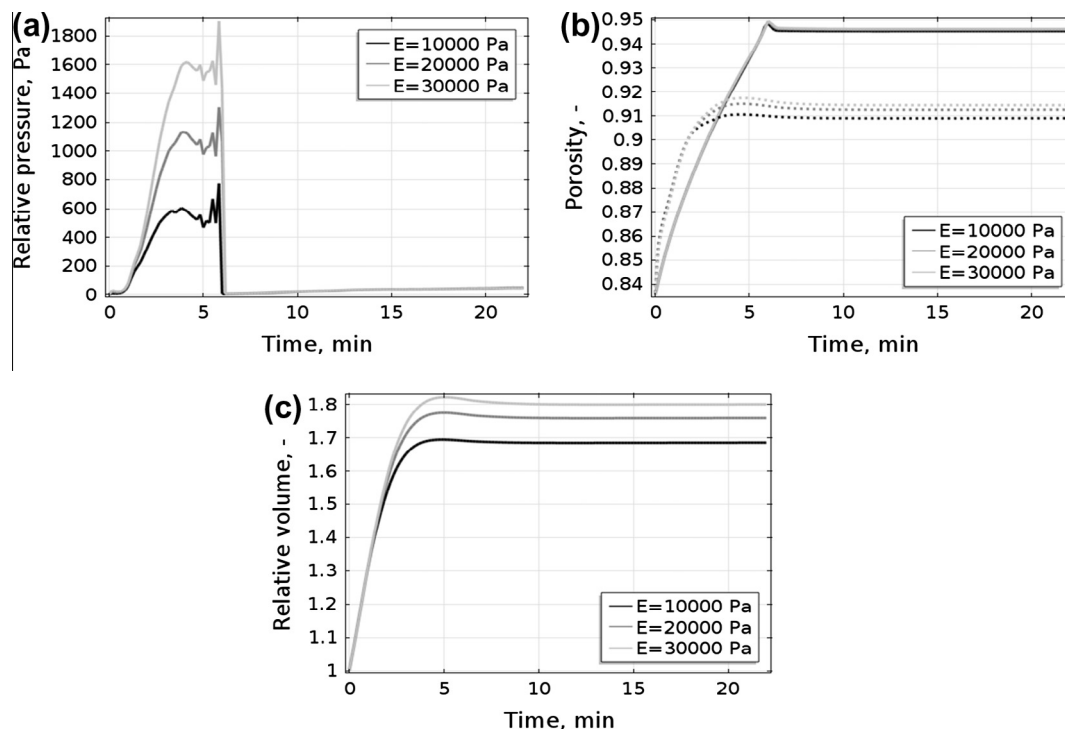 (a)
Relative pressure, Pa
1800
1600
1400
1200
1000
800
600
400
200
0
E=10000 Pa
E=20000 Pa
E=30000 Pa
0 5 10 15 20
Time, min
(b)
Porosity, -
0.95
0.94
0.93
0.92
0.91
0.9
0.89
0.88
0.87
0.86
0.85
0.84
E=10000 Pa
E=20000 Pa
E=30000 Pa
0 5 10 15 20
Time, min
(c)
Relative volume, -
1.8
1.7
1.6
1.5
1.4
1.3
1.2
1.1
1
E=10000 Pa
E=20000 Pa
E=30000 Pa
0 5 10 15 20
Time, min